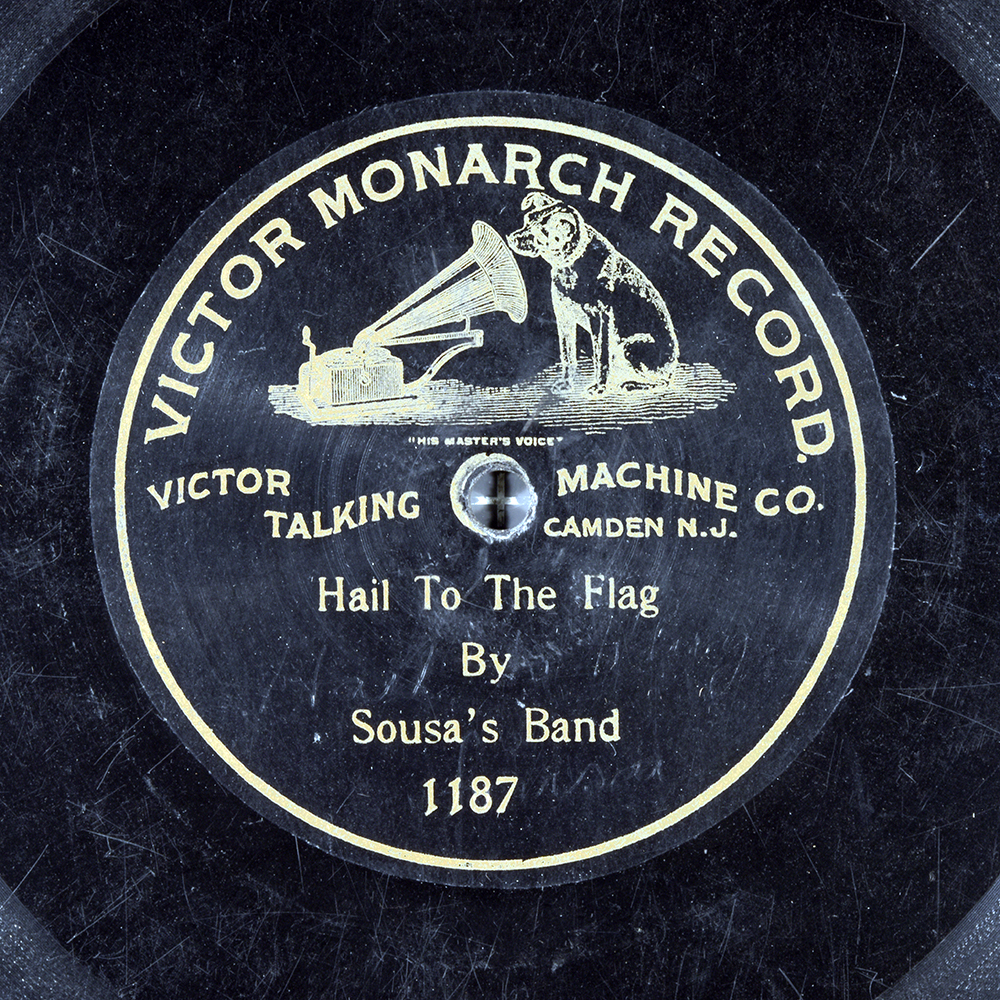 VICTOR MONARCH RECORD.
"HIS MASTER'S VOICE"
VICTOR TALKING MACHINE CO.
CAMDEN N.J.
Hail To The Flag
By
Sousa's Band
1187